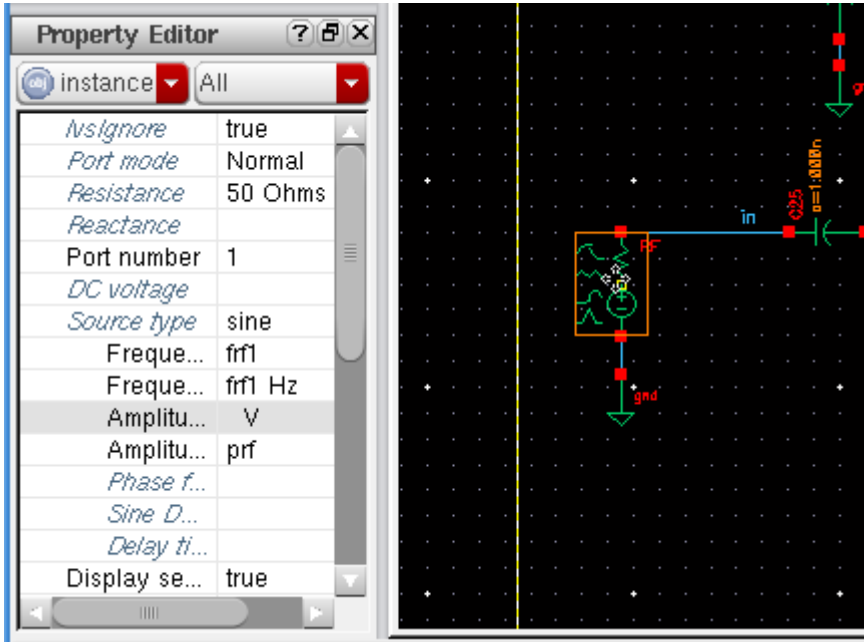 Property Editor
instance All
lvsIgnore true
Port mode Normal
Resistance 50 Ohms
Reactance
Port number 1
DC voltage
Source type sine
Freque... frf1
Freque... frf1 Hz
Amplitu... V
Amplitu... prf
Phase f...
Sine D...
Delay ti...
Display se... true
RF
in
C25
gnd